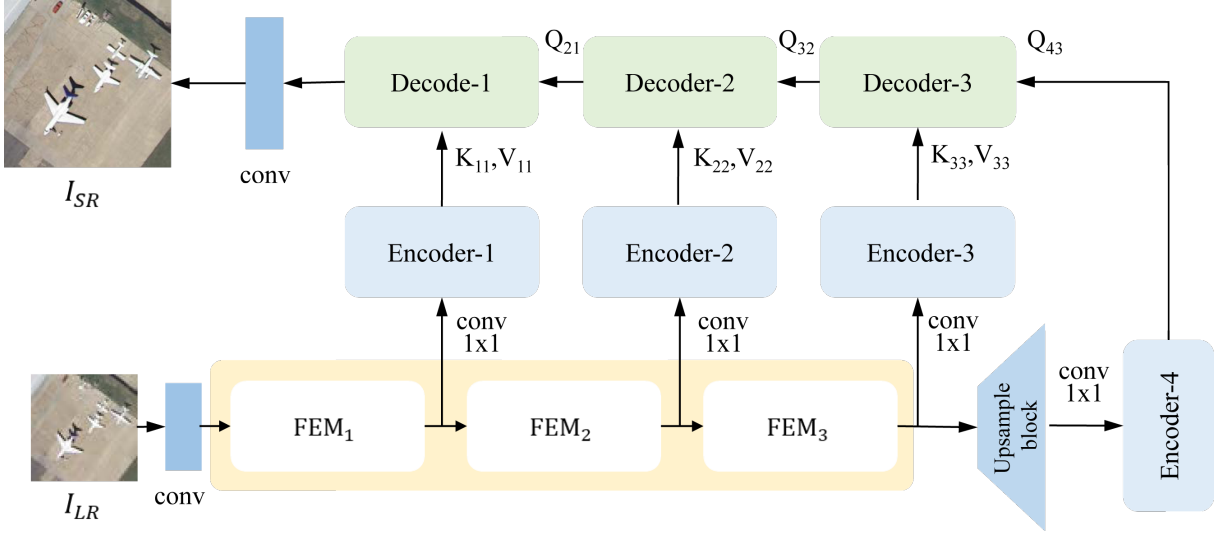 Q₂₁
Q₃₂
Q₄₃
Decode-1
Decoder-2
Decoder-3
K₁₁,V₁₁
K₂₂,V₂₂
K₃₃,V₃₃
conv
I_SR
Encoder-1
Encoder-2
Encoder-3
conv
1x1
conv
1x1
conv
1x1
conv
1x1
FEM₁
FEM₂
FEM₃
Upsample
block
Encoder-4
conv
I_LR